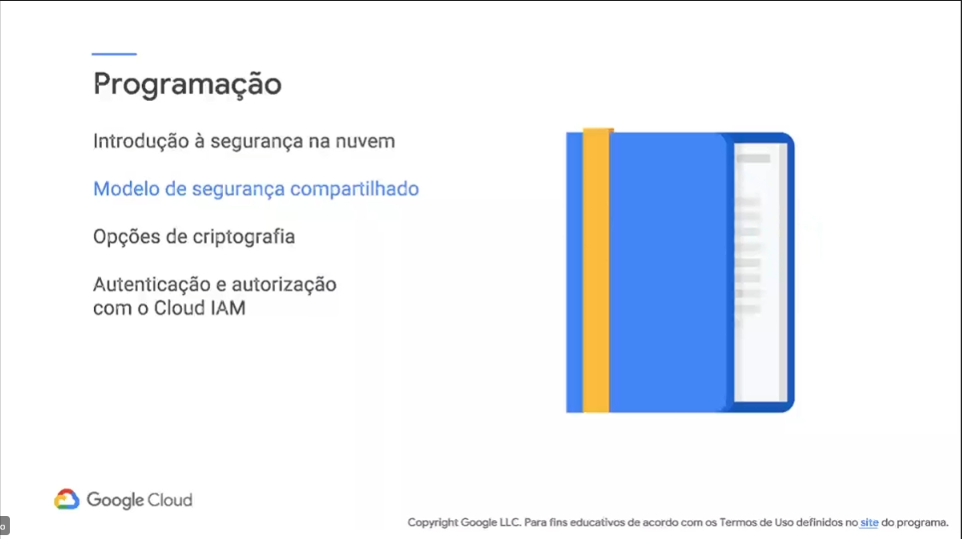 Programação
Introdução à segurança na nuvem
Modelo de segurança compartilhado
Opções de criptografia
Autenticação e autorização
com o Cloud IAM
Google Cloud
Copyright Google LLC. Para fins educativos de acordo com os Termos de Uso definidos no site do programa.